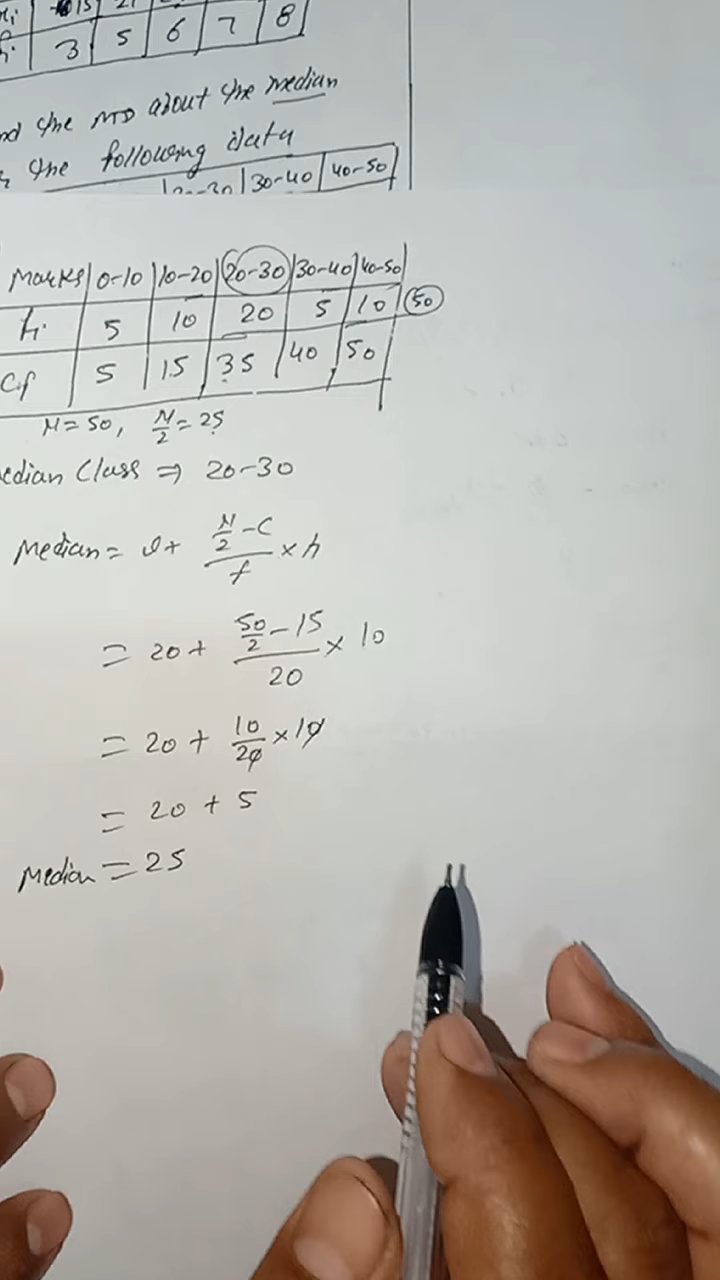 15
3 5 6 7 8
the MD about the median
the following data
30-40 40-50
Marks 0-10 10-20 20-30 30-40 40-50
fi 5 10 20 5 10 50
Cf 5 15 35 40 50
N = 50, N/2 = 25
edian Class ⇒ 20-30
Median = l + (N/2 - C)/f × h
= 20 + (50/2 - 15)/20 × 10
= 20 + 10/20 × 10
= 20 + 5
Median = 25